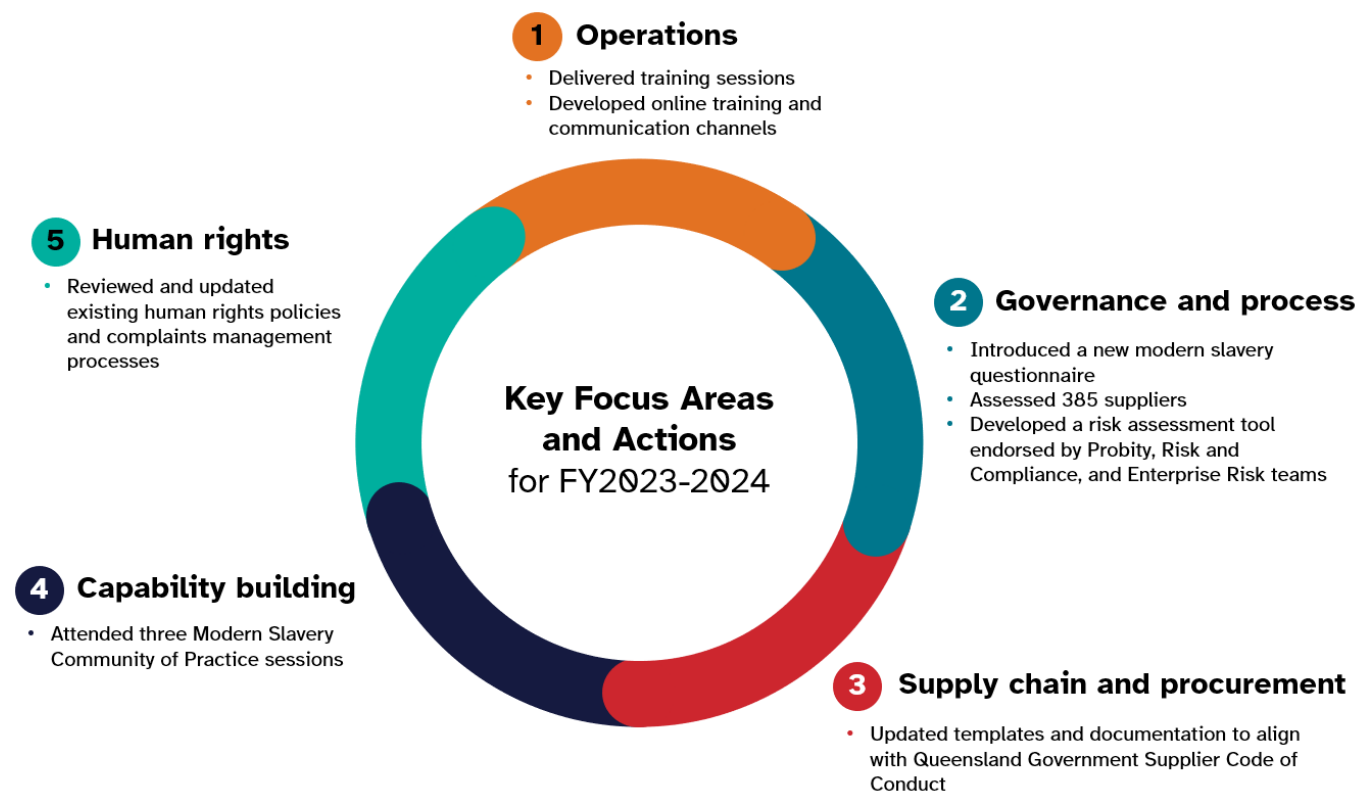 1 Operations
• Delivered training sessions
• Developed online training and
communication channels
5 Human rights
• Reviewed and updated
existing human rights policies
and complaints management
processes
2 Governance and process
• Introduced a new modern slavery
questionnaire
• Assessed 385 suppliers
• Developed a risk assessment tool
endorsed by Probity, Risk and
Compliance, and Enterprise Risk teams
Key Focus Areas
and Actions
for FY2023-2024
4 Capability building
• Attended three Modern Slavery
Community of Practice sessions
3 Supply chain and procurement
• Updated templates and documentation to align
with Queensland Government Supplier Code of
Conduct